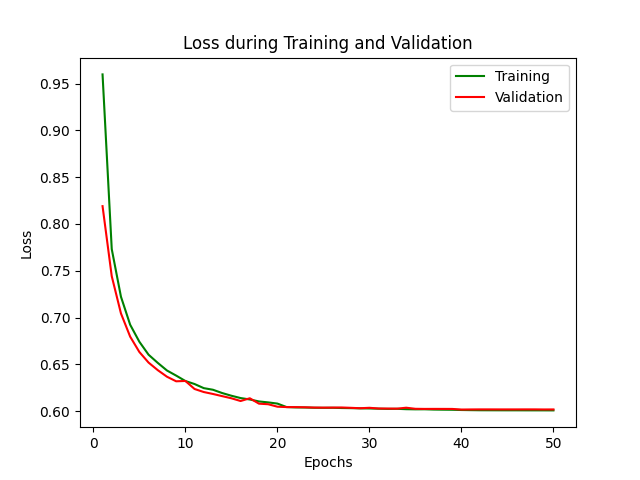 Loss during Training and Validation
Training
Validation
0.95
0.90
0.85
0.80
0.75
0.70
0.65
0.60
Loss
0 10 20 30 40 50
Epochs